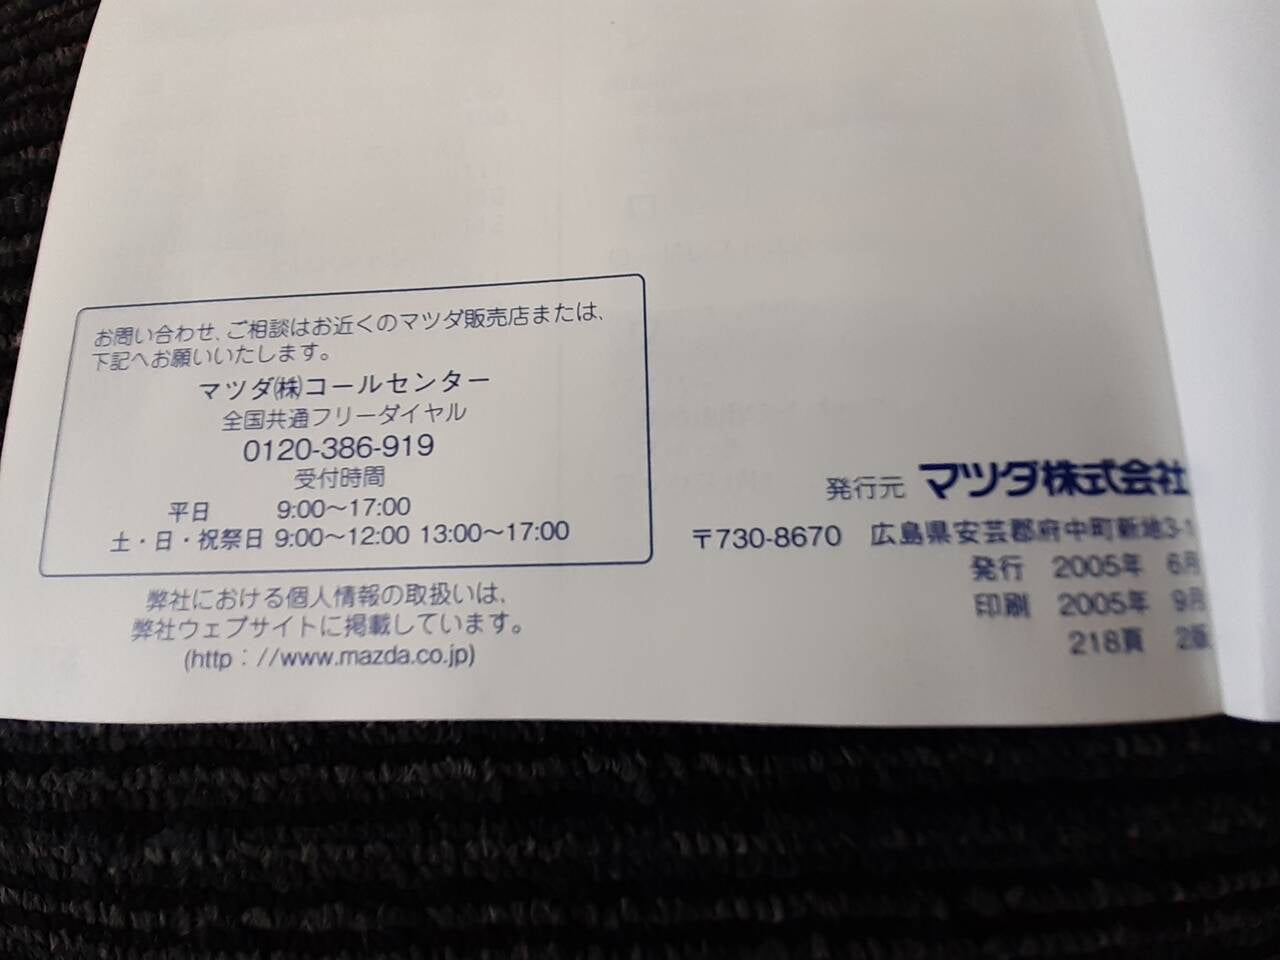 お問い合わせ、ご相談はお近くのマツダ販売店または、
下記へお願いいたします。
マツダ㈱コールセンター
全国共通フリーダイヤル
0120-386-919
受付時間
平日 9:00〜17:00
土・日・祝祭日 9:00〜12:00 13:00〜17:00
弊社における個人情報の取扱いは、
弊社ウェブサイトに掲載しています。
(http：//www.mazda.co.jp)
発行元 マツダ株式会社
〒730-8670 広島県安芸郡府中町新地3-1
発行 2005年 6月
印刷 2005年 9月
218頁 2版